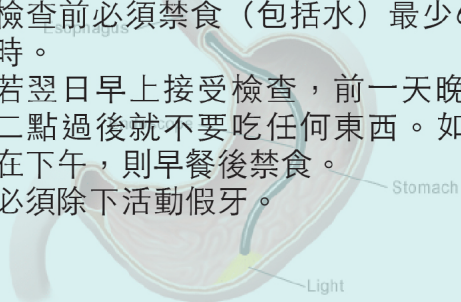 檢查前必須禁食（包括水）最少
Esophagus
時。
若翌日早上接受檢查，前一天晚
二點過後就不要吃任何東西。如
在下午，則早餐後禁食。
Stomach
必須除下活動假牙。
Light